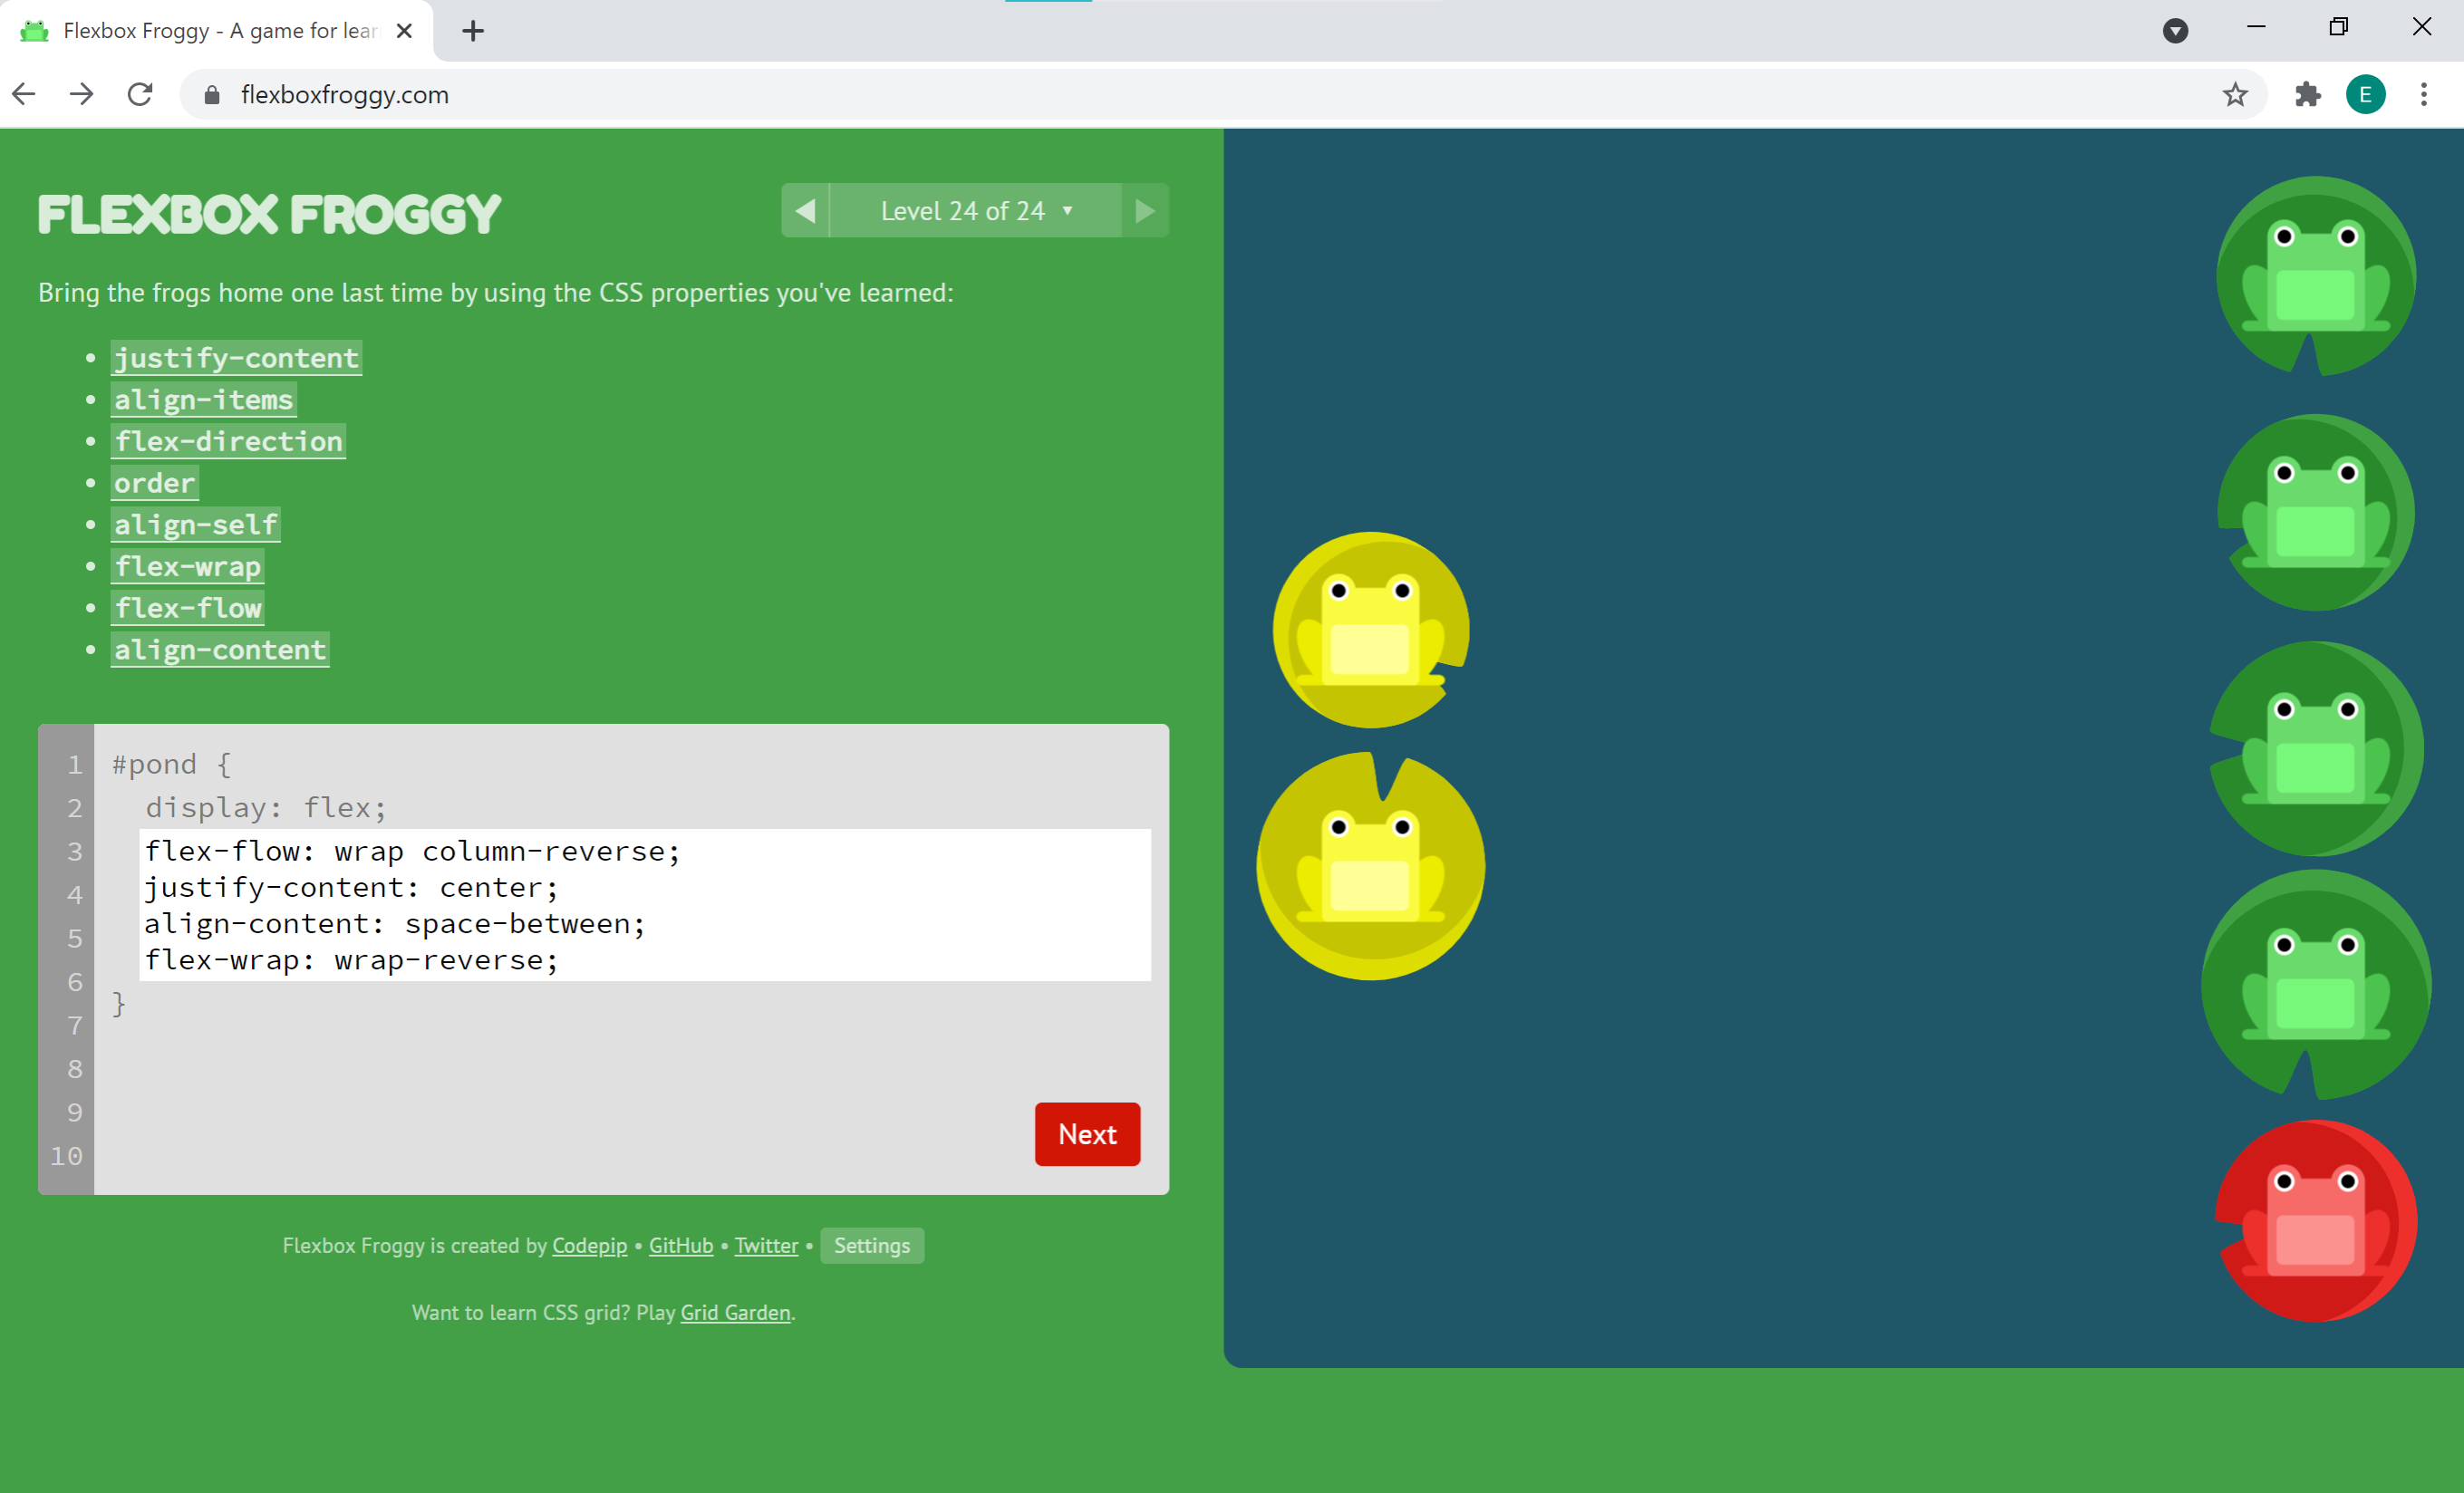 Flexbox Froggy - A game for lear
flexboxfroggy.com
E
FLEXBOX FROGGY
Level 24 of 24
Bring the frogs home one last time by using the CSS properties you've learned:
justify-content
align-items
flex-direction
order
align-self
flex-wrap
flex-flow
align-content
1 #pond {
2 display: flex;
3 flex-flow: wrap column-reverse;
4 justify-content: center;
5 align-content: space-between;
6 flex-wrap: wrap-reverse;
7 }
8
9
10
Next
Flexbox Froggy is created by Codepip • GitHub • Twitter • Settings
Want to learn CSS grid? Play Grid Garden.